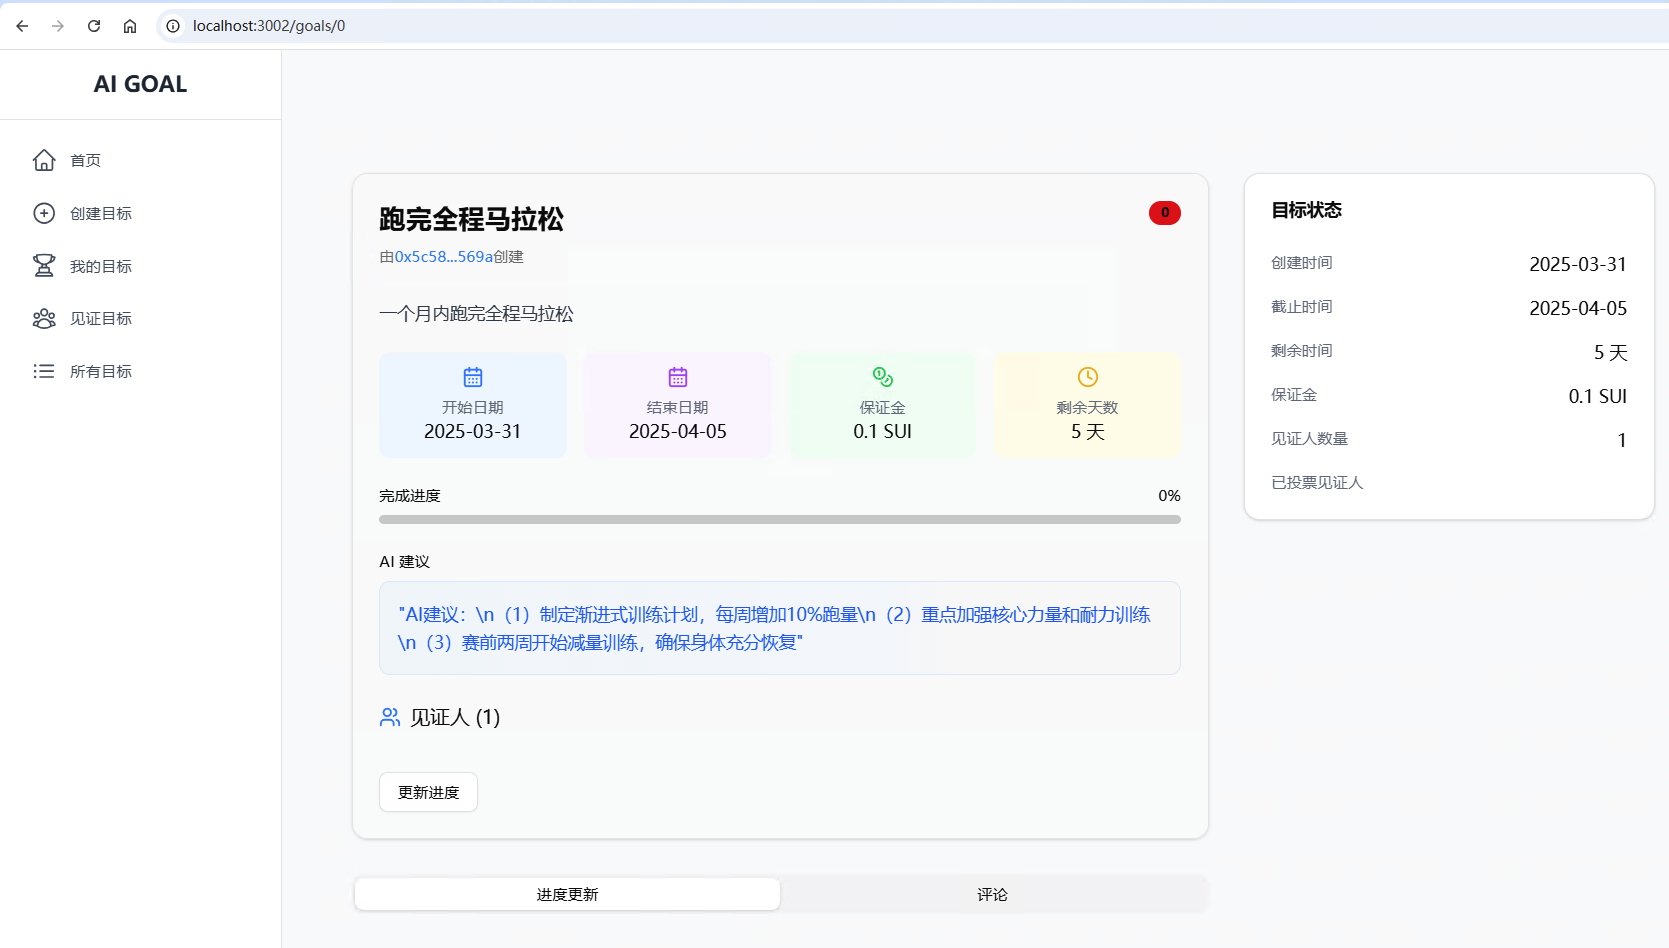 localhost:3002/goals/0
AI GOAL
首页
创建目标
我的目标
见证目标
所有目标
跑完全程马拉松
0
由0x5c58...569a创建
一个月内跑完全程马拉松
开始日期
2025-03-31
结束日期
2025-04-05
保证金
0.1 SUI
剩余天数
5 天
完成进度
0%
AI 建议
"AI建议：\n（1）制定渐进式训练计划，每周增加10%跑量\n（2）重点加强核心力量和耐力训练
\n（3）赛前两周开始减量训练，确保身体充分恢复"
见证人 (1)
更新进度
进度更新
评论
目标状态
创建时间
2025-03-31
截止时间
2025-04-05
剩余时间
5 天
保证金
0.1 SUI
见证人数量
1
已投票见证人